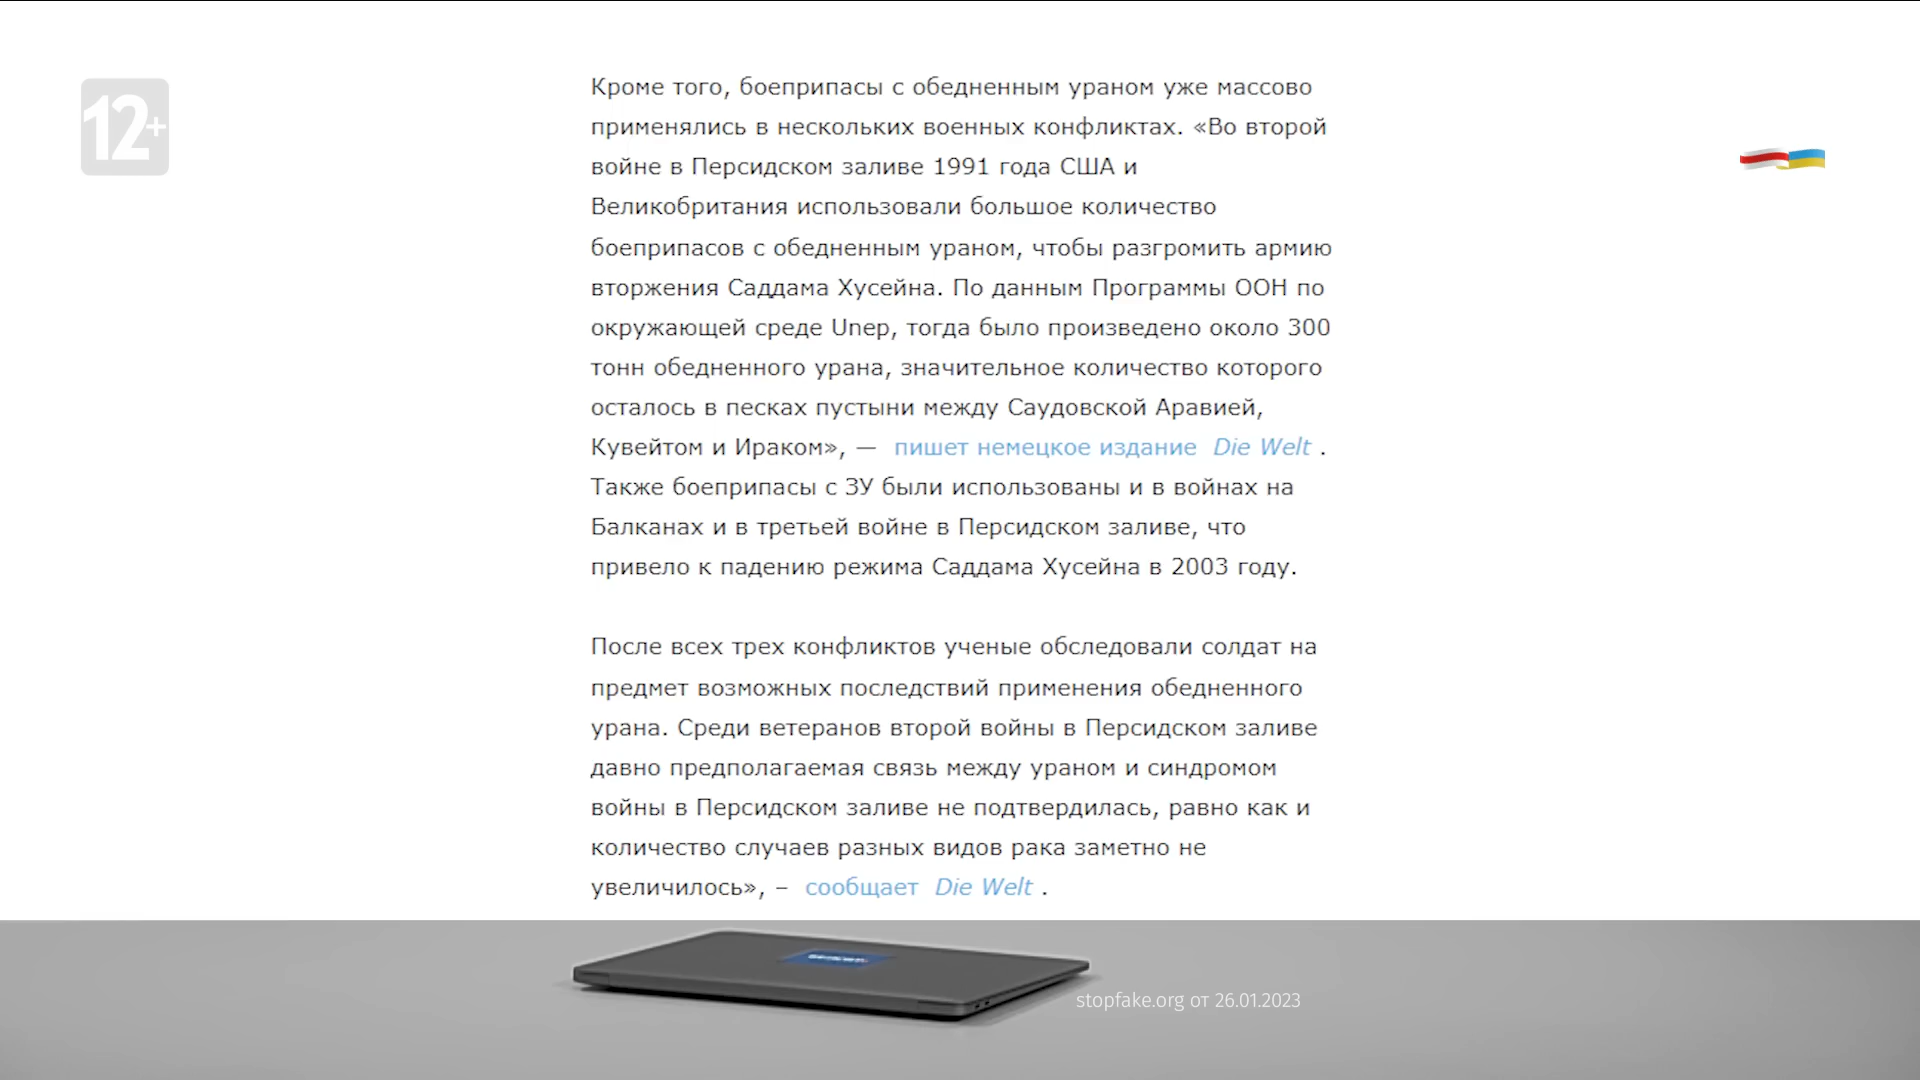 12+
Кроме того, боеприпасы с обедненным ураном уже массово
применялись в нескольких военных конфликтах. «Во второй
войне в Персидском заливе 1991 года США и
Великобритания использовали большое количество
боеприпасов с обедненным ураном, чтобы разгромить армию
вторжения Саддама Хусейна. По данным Программы ООН по
окружающей среде Unep, тогда было произведено около 300
тонн обедненного урана, значительное количество которого
осталось в песках пустыни между Саудовской Аравией,
Кувейтом и Ираком», — пишет немецкое издание Die Welt .
Также боеприпасы с ЗУ были использованы и в войнах на
Балканах и в третьей войне в Персидском заливе, что
привело к падению режима Саддама Хусейна в 2003 году.
После всех трех конфликтов ученые обследовали солдат на
предмет возможных последствий применения обедненного
урана. Среди ветеранов второй войны в Персидском заливе
давно предполагаемая связь между ураном и синдромом
войны в Персидском заливе не подтвердилась, равно как и
количество случаев разных видов рака заметно не
увеличилось», – сообщает Die Welt .
stopfake.org от 26.01.2023